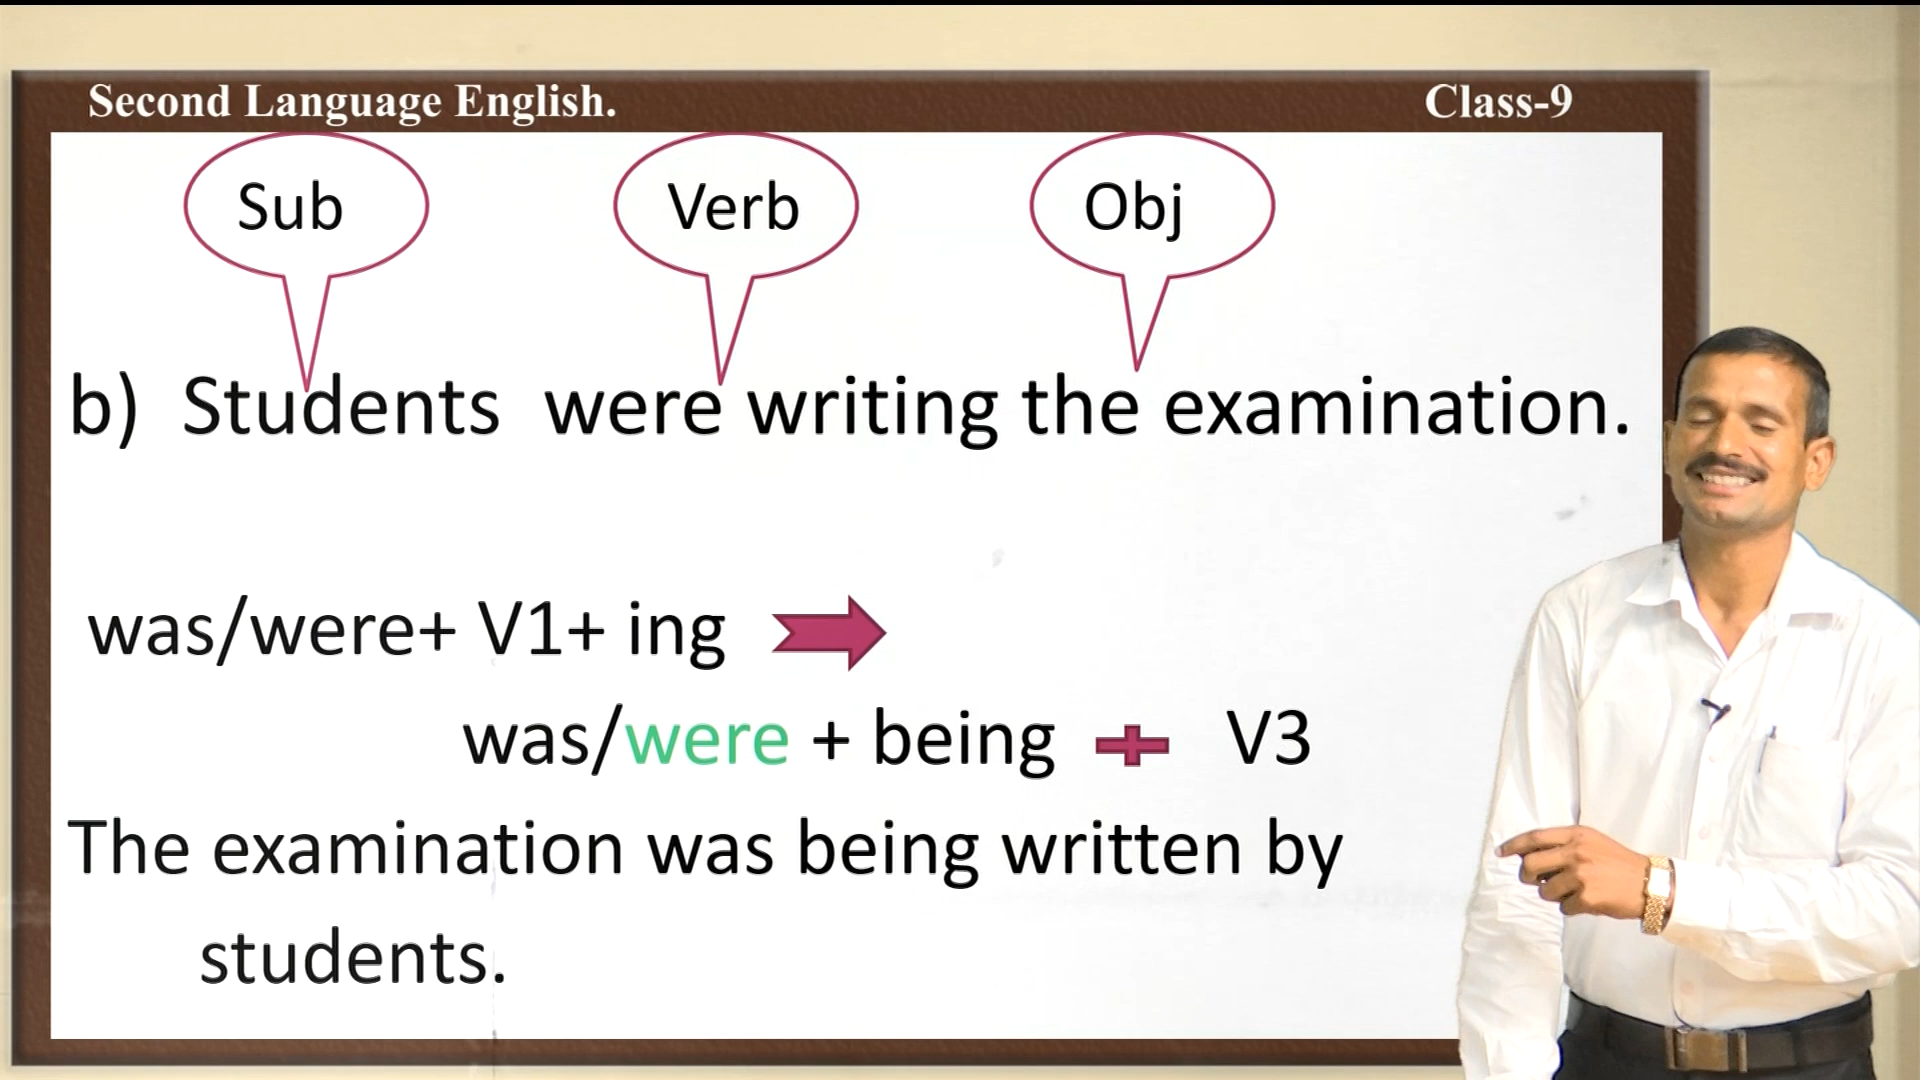 Second Language English. Class-9
Sub Verb Obj
b) Students were writing the examination.
was/were+ V1+ ing
was/were + being + V3
The examination was being written by
students.